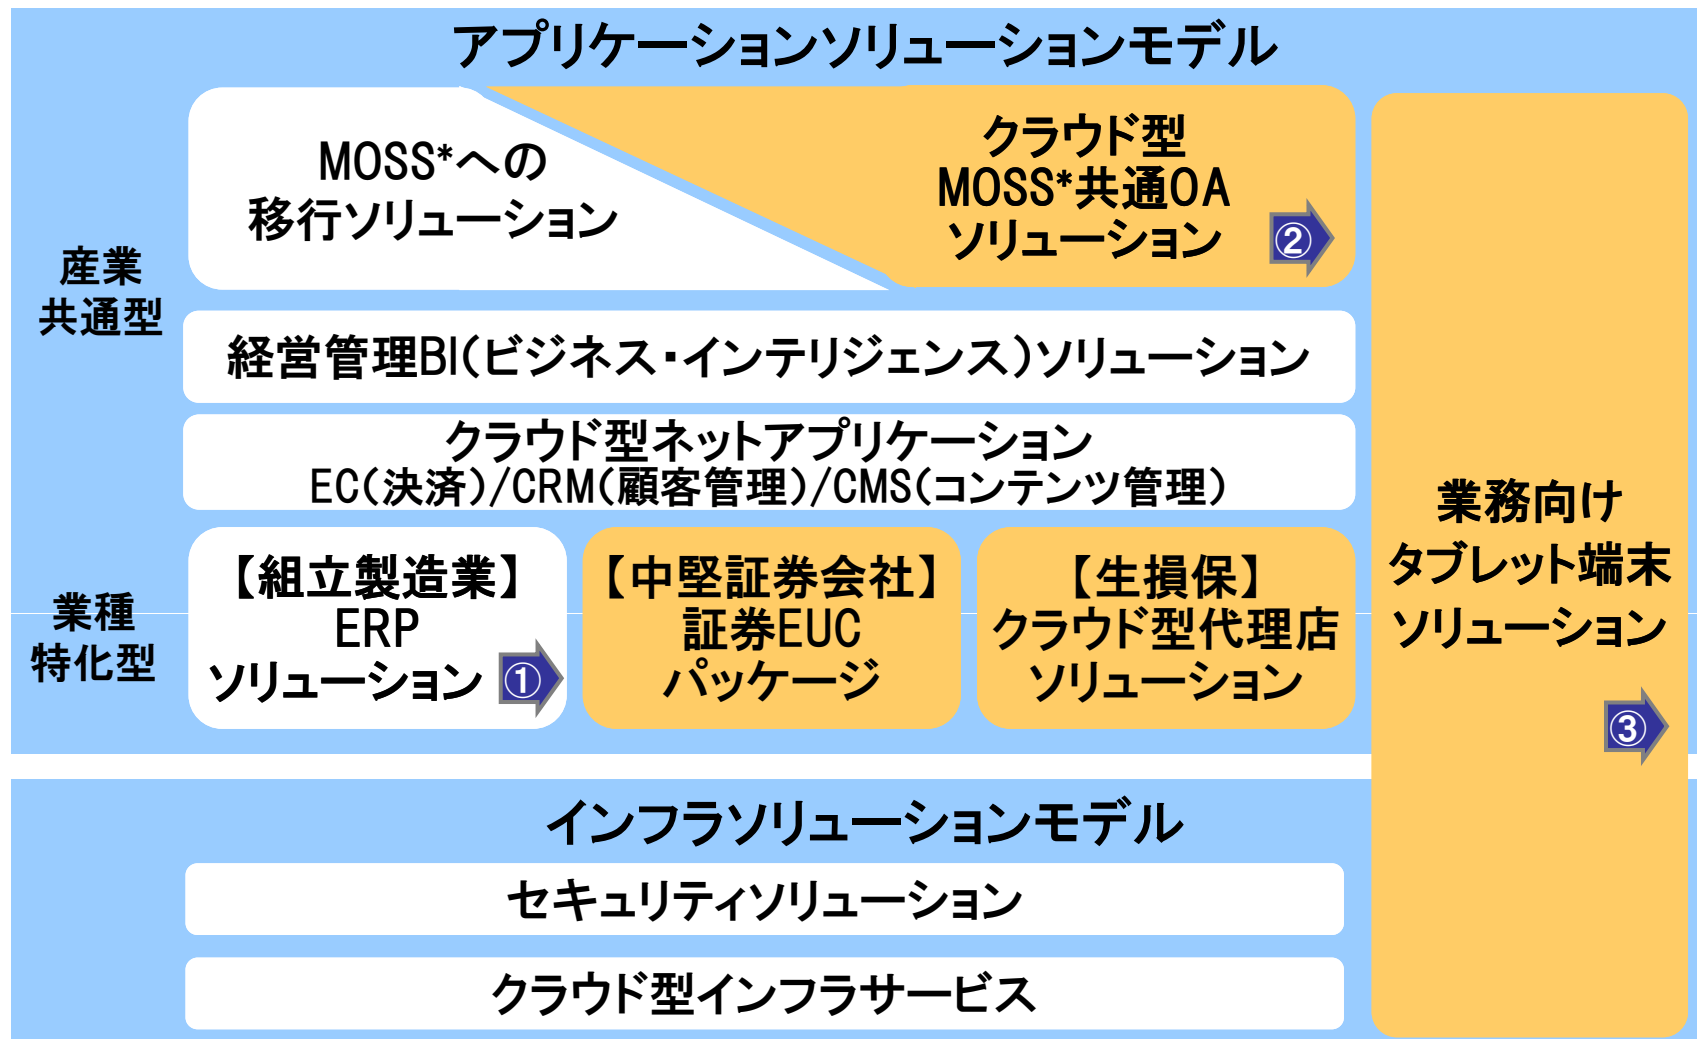 アプリケーションソリューションモデル
MOSS*への
移行ソリューション
クラウド型
MOSS*共通OA
ソリューション
②
産業
共通型
経営管理BI(ビジネス・インテリジェンス)ソリューション
クラウド型ネットアプリケーション
EC(決済)/CRM(顧客管理)/CMS(コンテンツ管理)
業種
特化型
【組立製造業】
ERP
ソリューション
①
【中堅証券会社】
証券EUC
パッケージ
【生損保】
クラウド型代理店
ソリューション
業務向け
タブレット端末
ソリューション
③
インフラソリューションモデル
セキュリティソリューション
クラウド型インフラサービス